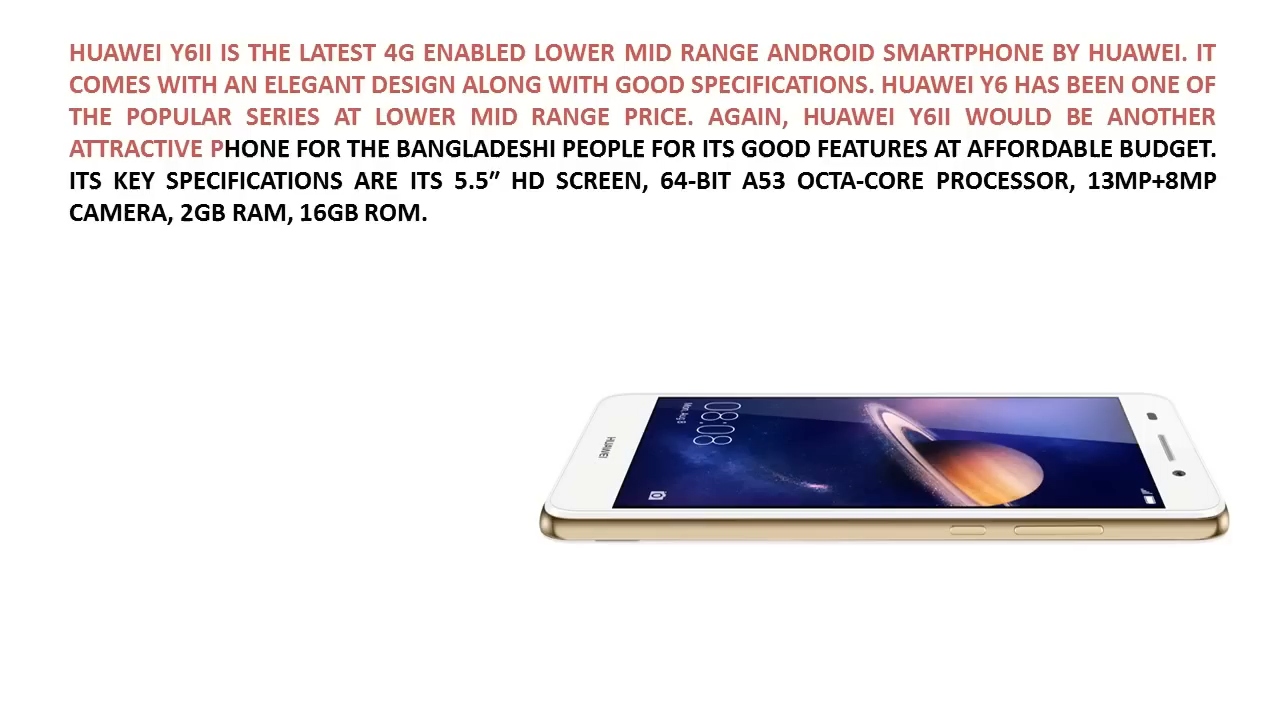 HUAWEI Y6II IS THE LATEST 4G ENABLED LOWER MID RANGE ANDROID SMARTPHONE BY HUAWEI. IT
COMES WITH AN ELEGANT DESIGN ALONG WITH GOOD SPECIFICATIONS. HUAWEI Y6 HAS BEEN ONE OF
THE POPULAR SERIES AT LOWER MID RANGE PRICE. AGAIN, HUAWEI Y6II WOULD BE ANOTHER
ATTRACTIVE PHONE FOR THE BANGLADESHI PEOPLE FOR ITS GOOD FEATURES AT AFFORDABLE BUDGET.
ITS KEY SPECIFICATIONS ARE ITS 5.5″ HD SCREEN, 64-BIT A53 OCTA-CORE PROCESSOR, 13MP+8MP
CAMERA, 2GB RAM, 16GB ROM.
08:08
Mon, Aug 8
HUAWEI